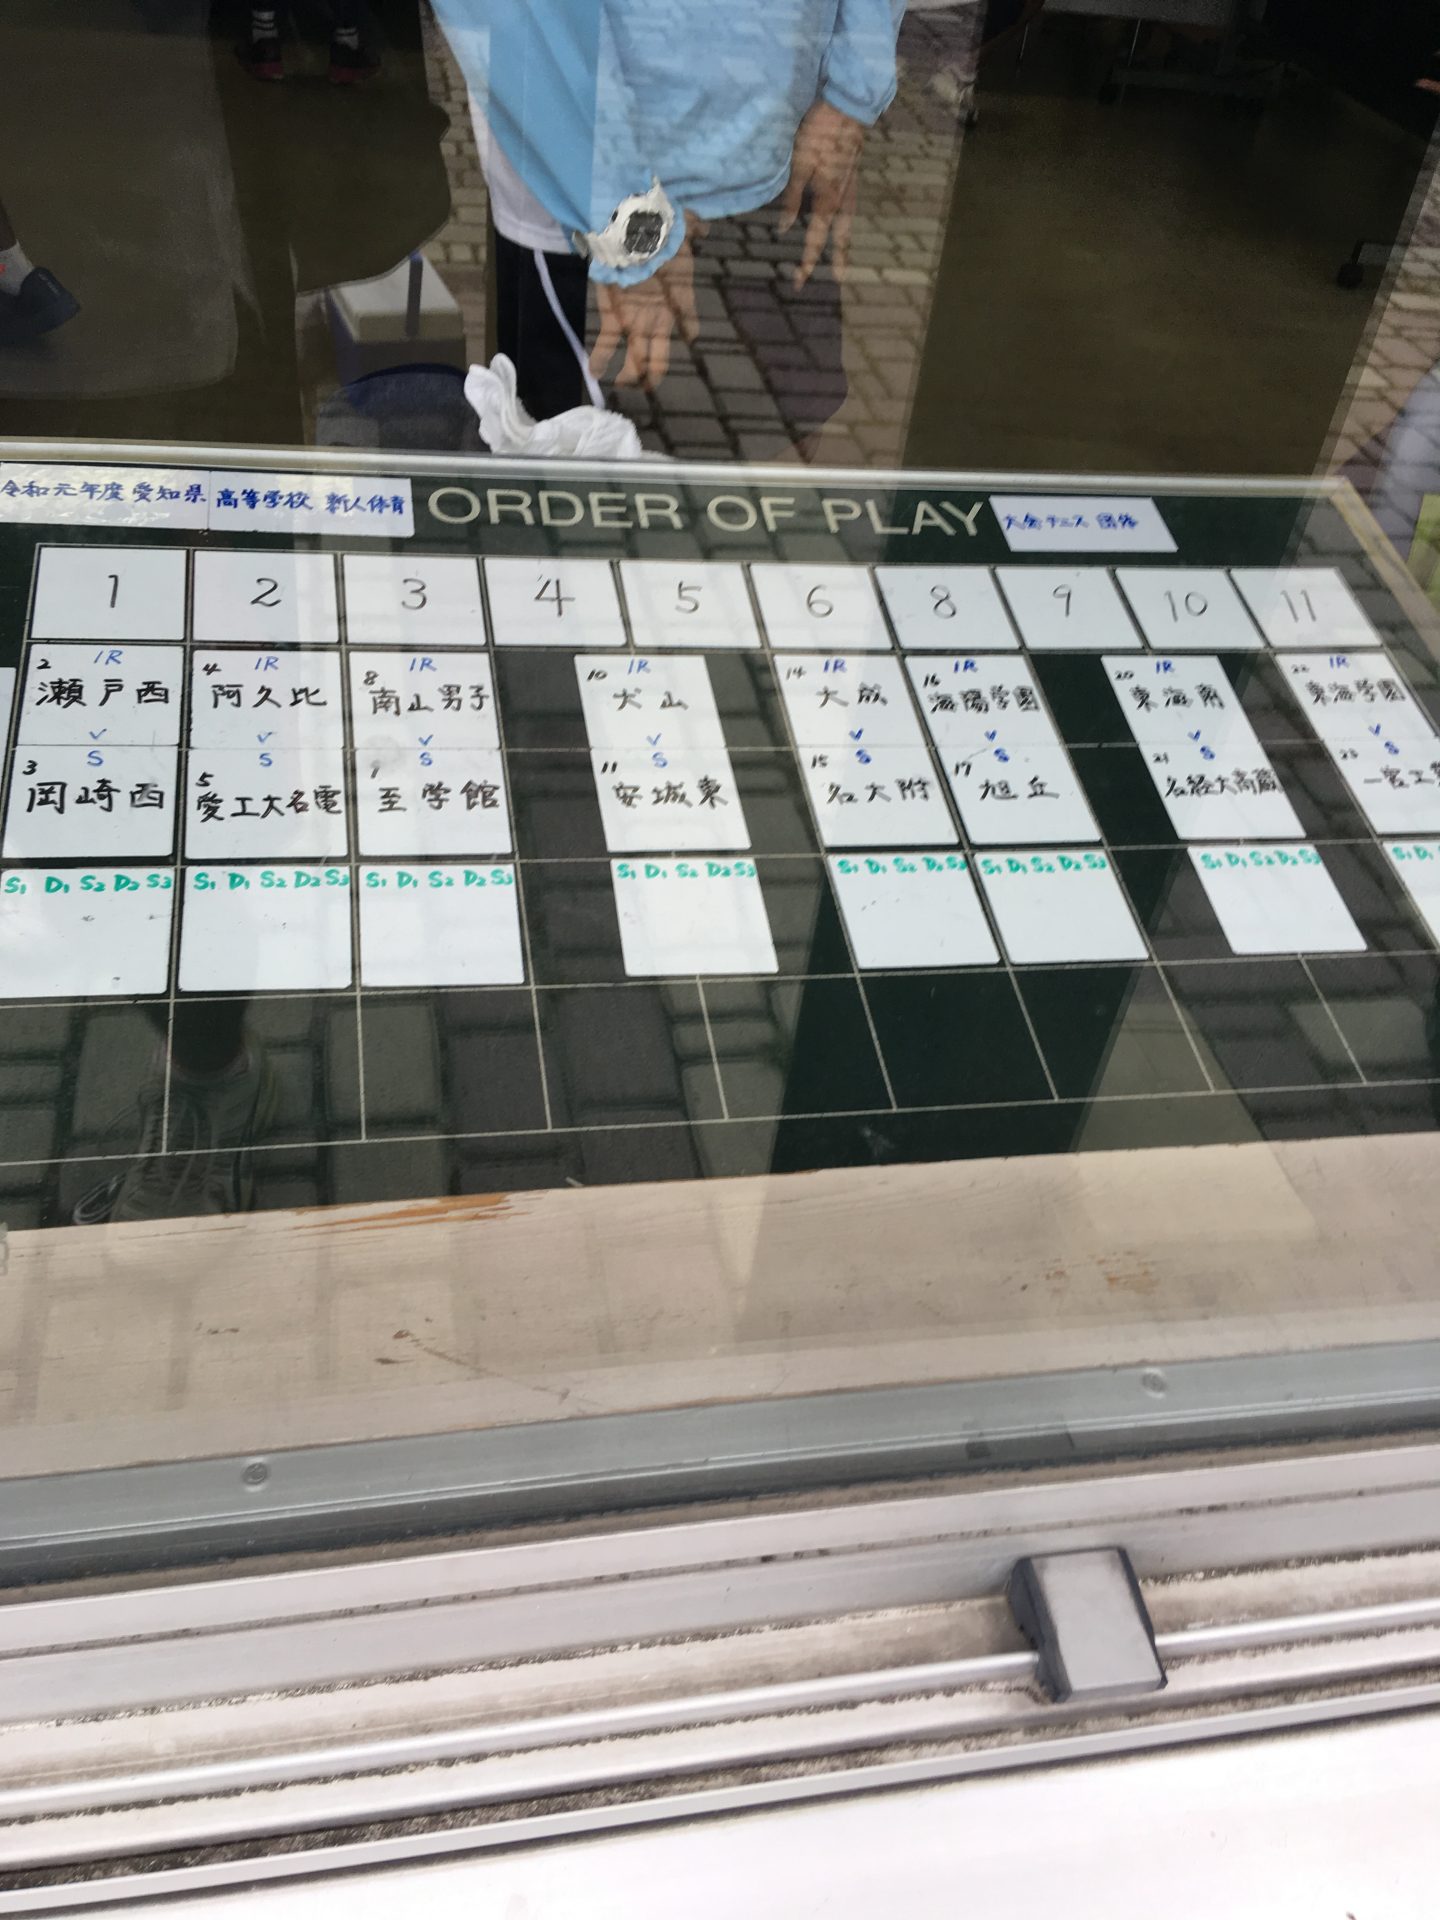 令和元年度 愛知県 高等学校 新人体育 ORDER OF PLAY 大会テニス 団体
1 2 3 4 5 6 8 9 10 11
2 1R 4 1R 8 1R 10 1R 14 1R 16 1R 20 1R 22 1R
瀬戸西 阿久比 南山男子 犬山 大成 海陽学園 東海南 東海学園
V V V V V V V V
3 S 5 S S 11 S 15 S 17 S 21 S 23 S
岡崎西 愛工大名電 至学館 安城東 名大附 旭丘 名経大高蔵 一宮工
S1 D1 S2 D2 S3 S1 D1 S2 D2 S3 S1 D1 S2 D2 S3 S1 D1 S2 D2 S3 S1 D1 S2 D2 S3 S1 D1 S2 D2 S3 S1 D1 S2 D2 S3 S1 D1